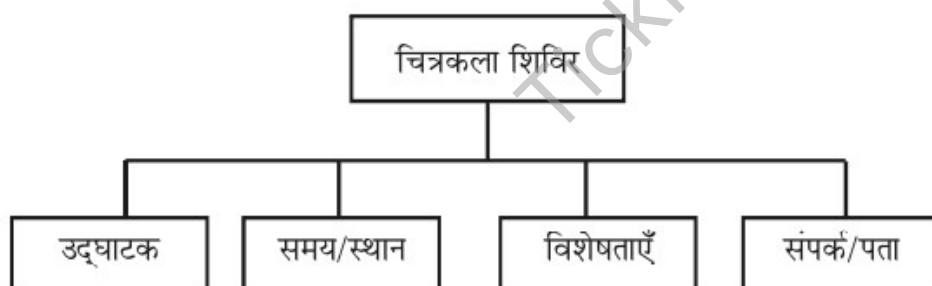 चित्रकला शिविर
उद्‌घाटक
समय/स्थान
विशेषताएँ
संपर्क/पता